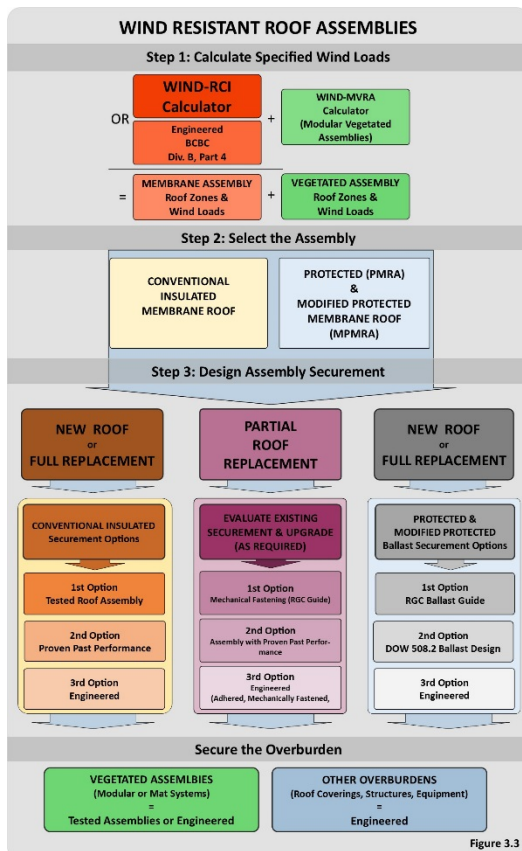 WIND RESISTANT ROOF ASSEMBLIES
Step 1: Calculate Specified Wind Loads
WIND-RCI
Calculator
OR
Engineered
BCBC
Div. B, Part 4
+
WIND-MVRA
Calculator
(Modular Vegetated
Assemblies)
=
MEMBRANE ASSEMBLY
Roof Zones &
Wind Loads
+
VEGETATED ASSEMBLY
Roof Zones &
Wind Loads
Step 2: Select the Assembly
CONVENTIONAL
INSULATED
MEMBRANE ROOF
PROTECTED (PMRA)
&
MODIFIED PROTECTED
MEMBRANE ROOF
(MPMRA)
Step 3: Design Assembly Securement
NEW ROOF
or
FULL REPLACEMENT
PARTIAL
ROOF
REPLACEMENT
NEW ROOF
or
FULL REPLACEMENT
CONVENTIONAL INSULATED
Securement Options
1st Option
Tested Roof Assembly
2nd Option
Proven Past Performance
3rd Option
Engineered
EVALUATE EXISTING
SECUREMENT & UPGRADE
(AS REQUIRED)
1st Option
Mechanical Fastening (RGC Guide)
2nd Option
Assembly with Proven Past Perfor-
mance
3rd Option
Engineered
(Adhered, Mechanically Fastened,
PROTECTED &
MODIFIED PROTECTED
Ballast Securement Options
1st Option
RGC Ballast Guide
2nd Option
DOW 508.2 Ballast Design
3rd Option
Engineered
Secure the Overburden
VEGETATED ASSEMLBIES
(Modular or Mat Systems)
=
Tested Assemblies or Engineered
OTHER OVERBURDENS
(Roof Coverings, Structures, Equipment)
=
Engineered
Figure 3.3